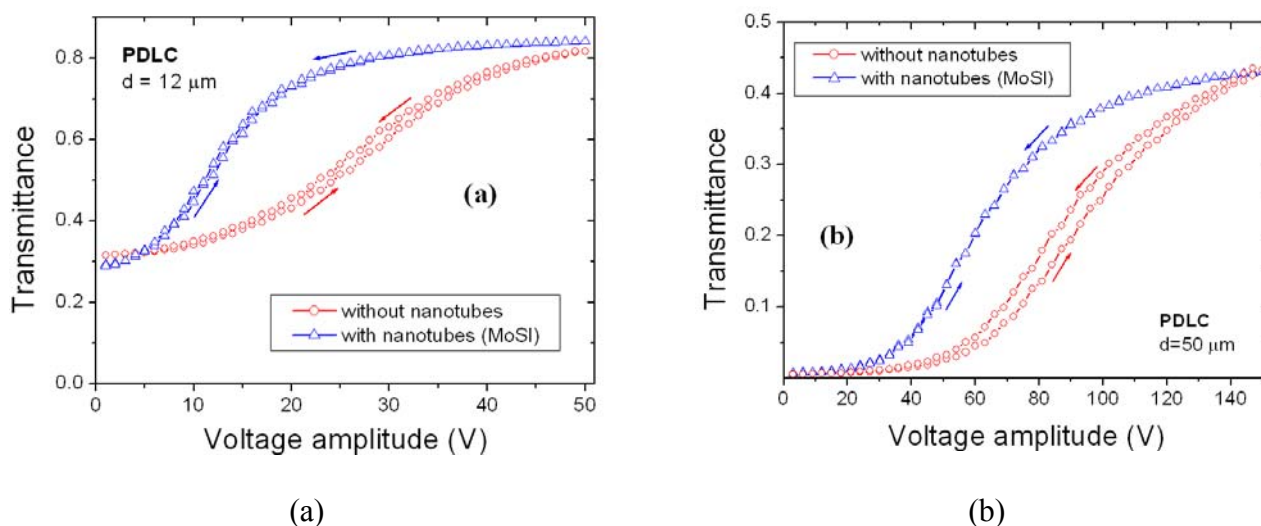 PDLC
d = 12 μm
0.8
0.6
0.4
0.2
0.0
Transmittance
(a)
without nanotubes
with nanotubes (MoSI)
0 10 20 30 40 50
Voltage amplitude (V)
(a)
0.5
0.4
0.3
0.2
0.1
Transmittance
without nanotubes
with nanotubes (MoSI)
(b)
PDLC
d=50 μm
0 20 40 60 80 100 120 140
Voltage amplitude (V)
(b)